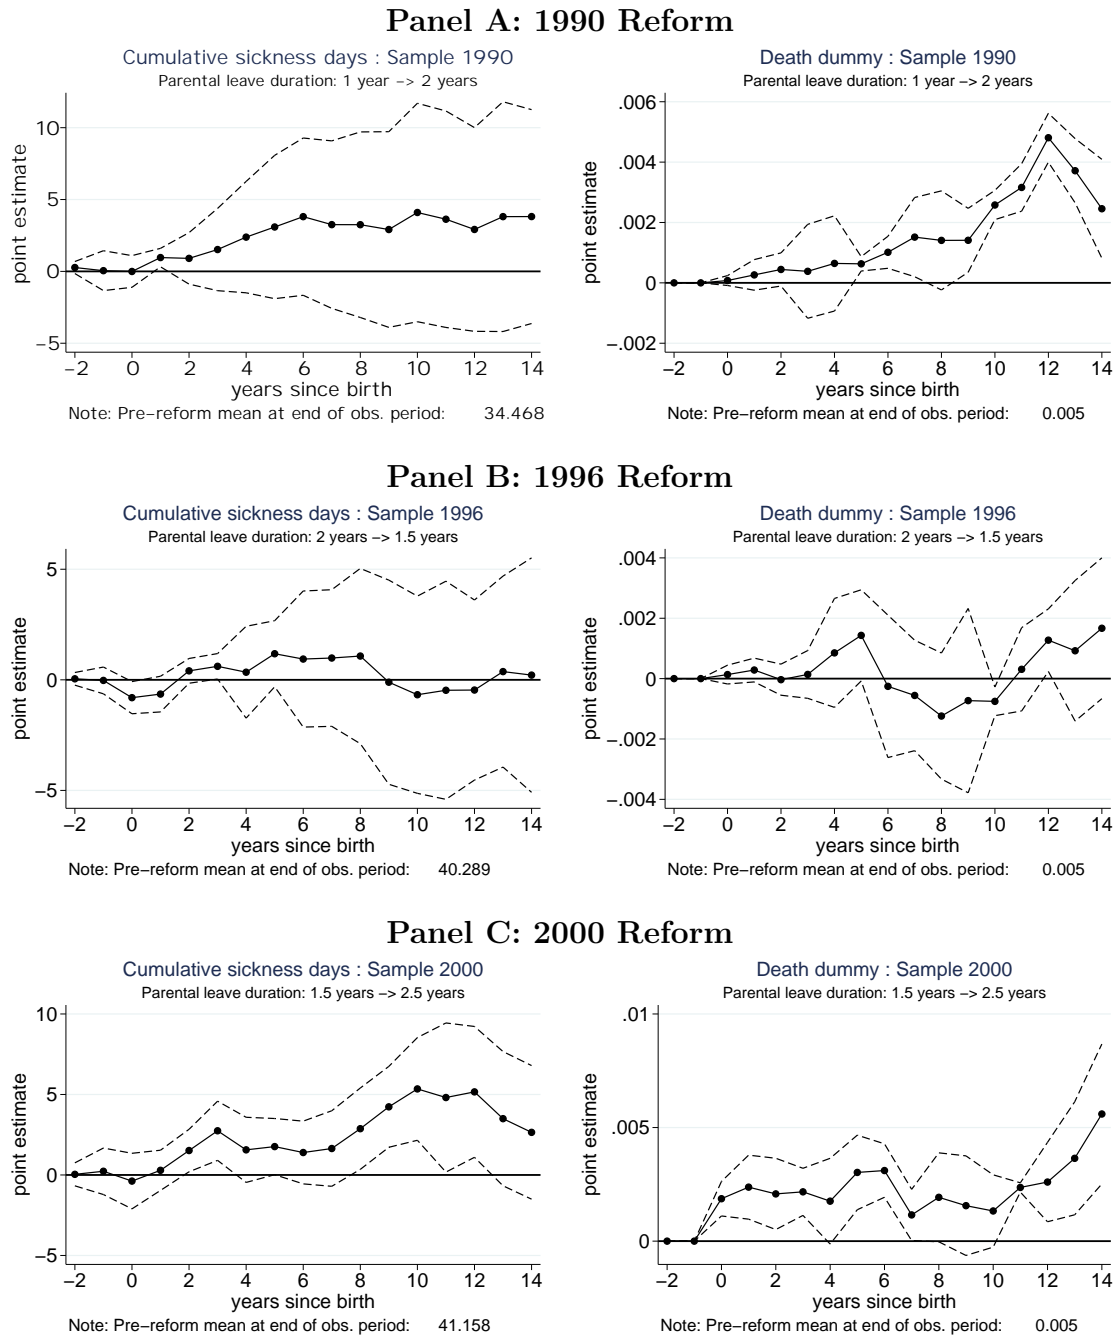 Panel A: 1990 Reform
Cumulative sickness days : Sample 1990
Parental leave duration: 1 year −> 2 years
10
5
0
−5
point estimate
−2 0 2 4 6 8 10 12 14
years since birth
Note: Pre−reform mean at end of obs. period: 34.468
Death dummy : Sample 1990
Parental leave duration: 1 year −> 2 years
.006
.004
.002
0
−.002
point estimate
−2 0 2 4 6 8 10 12 14
years since birth
Note: Pre−reform mean at end of obs. period: 0.005
Panel B: 1996 Reform
Cumulative sickness days : Sample 1996
Parental leave duration: 2 years −> 1.5 years
5
0
−5
point estimate
−2 0 2 4 6 8 10 12 14
years since birth
Note: Pre−reform mean at end of obs. period: 40.289
Death dummy : Sample 1996
Parental leave duration: 2 years −> 1.5 years
.004
.002
0
−.002
−.004
point estimate
−2 0 2 4 6 8 10 12 14
years since birth
Note: Pre−reform mean at end of obs. period: 0.005
Panel C: 2000 Reform
Cumulative sickness days : Sample 2000
Parental leave duration: 1.5 years −> 2.5 years
10
5
0
−5
point estimate
−2 0 2 4 6 8 10 12 14
years since birth
Note: Pre−reform mean at end of obs. period: 41.158
Death dummy : Sample 2000
Parental leave duration: 1.5 years −> 2.5 years
.01
.005
0
point estimate
−2 0 2 4 6 8 10 12 14
years since birth
Note: Pre−reform mean at end of obs. period: 0.005